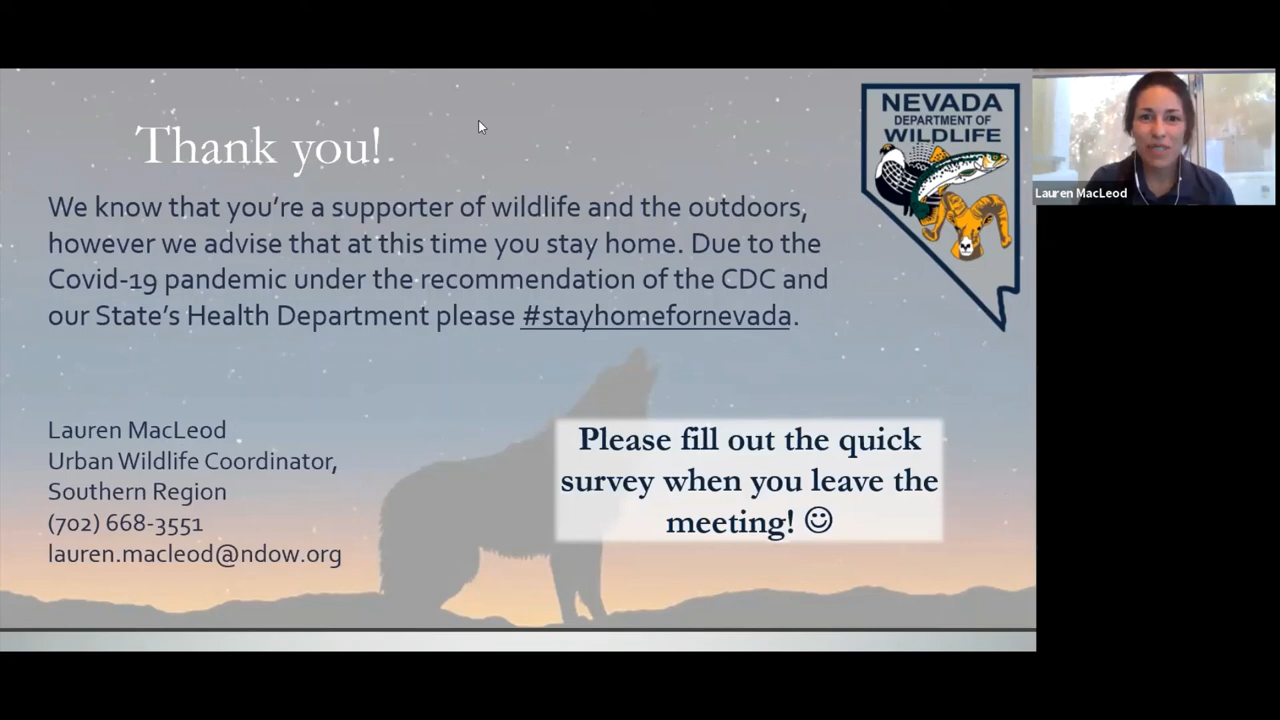 Thank you!
We know that you're a supporter of wildlife and the outdoors,
however we advise that at this time you stay home. Due to the
Covid-19 pandemic under the recommendation of the CDC and
our State's Health Department please #stayhomefornevada.
NEVADA
DEPARTMENT OF
WILDLIFE
Lauren MacLeod
Lauren MacLeod
Urban Wildlife Coordinator,
Southern Region
(702) 668-3551
lauren.macleod@ndow.org
Please fill out the quick
survey when you leave the
meeting! ☺